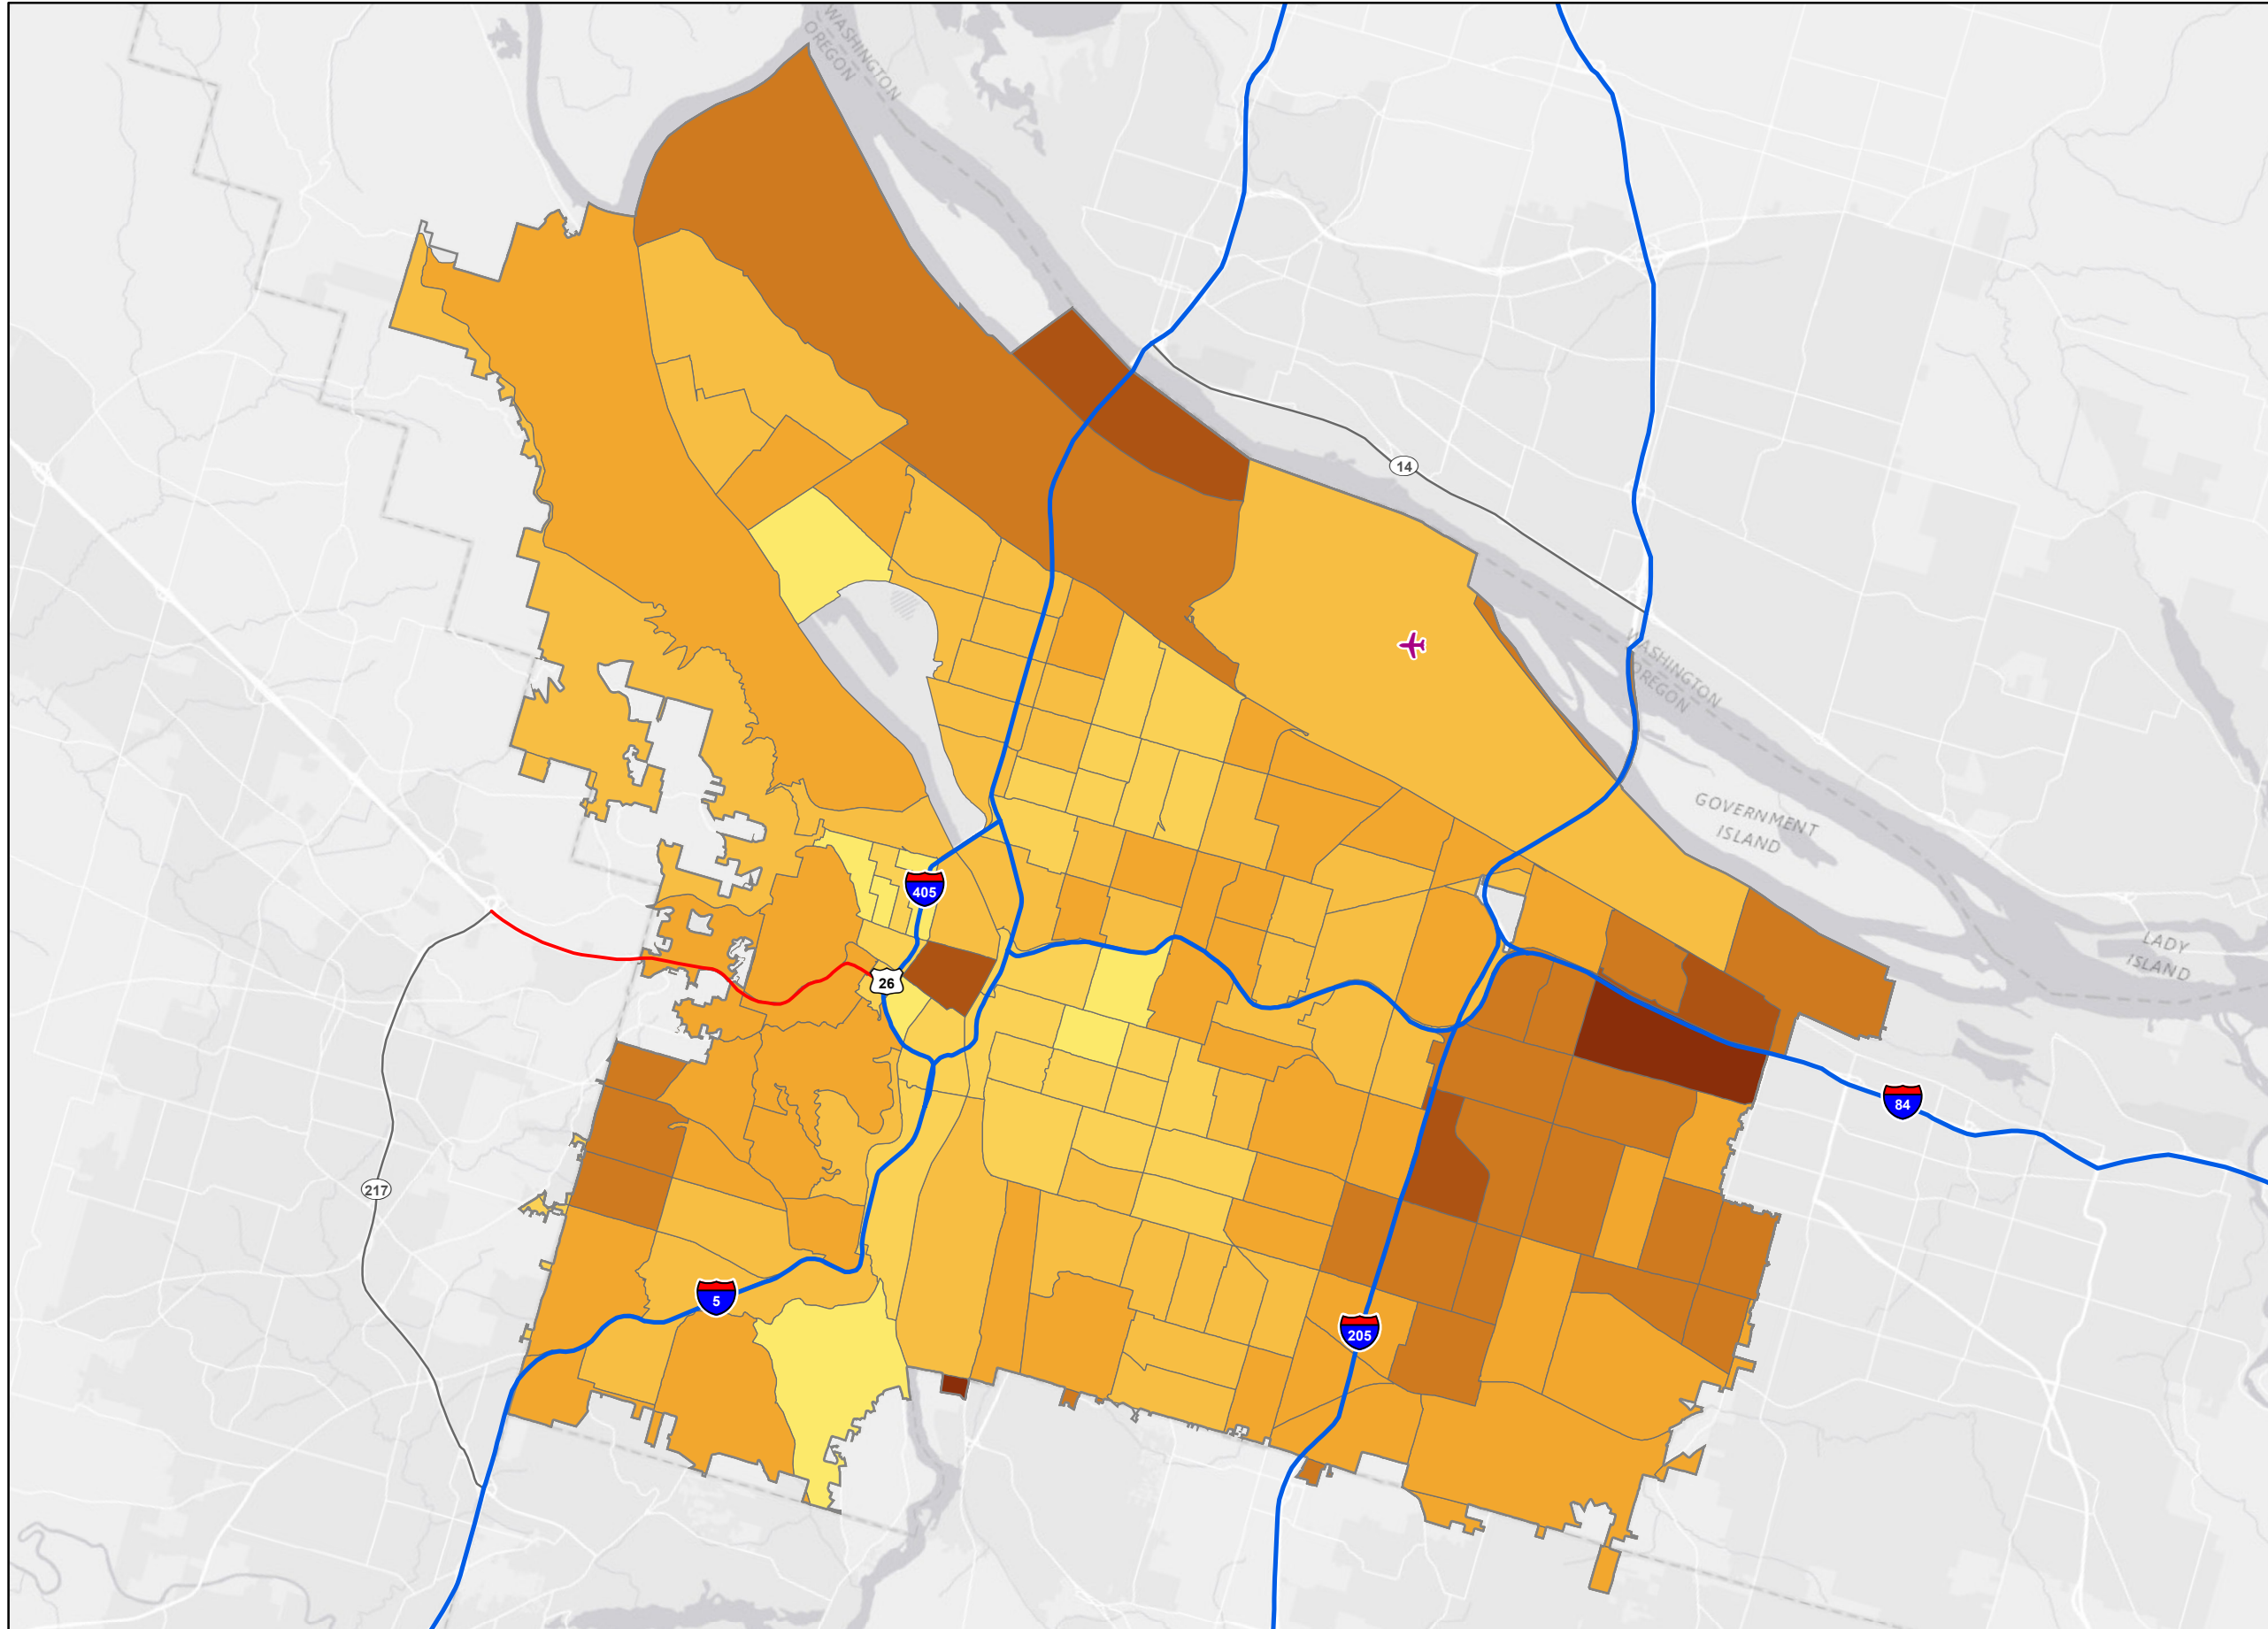 WASHINGTON
OREGON
14
WASHINGTON
OREGON
GOVERNMENT
ISLAND
405
LADY
ISLAND
26
84
217
5
205